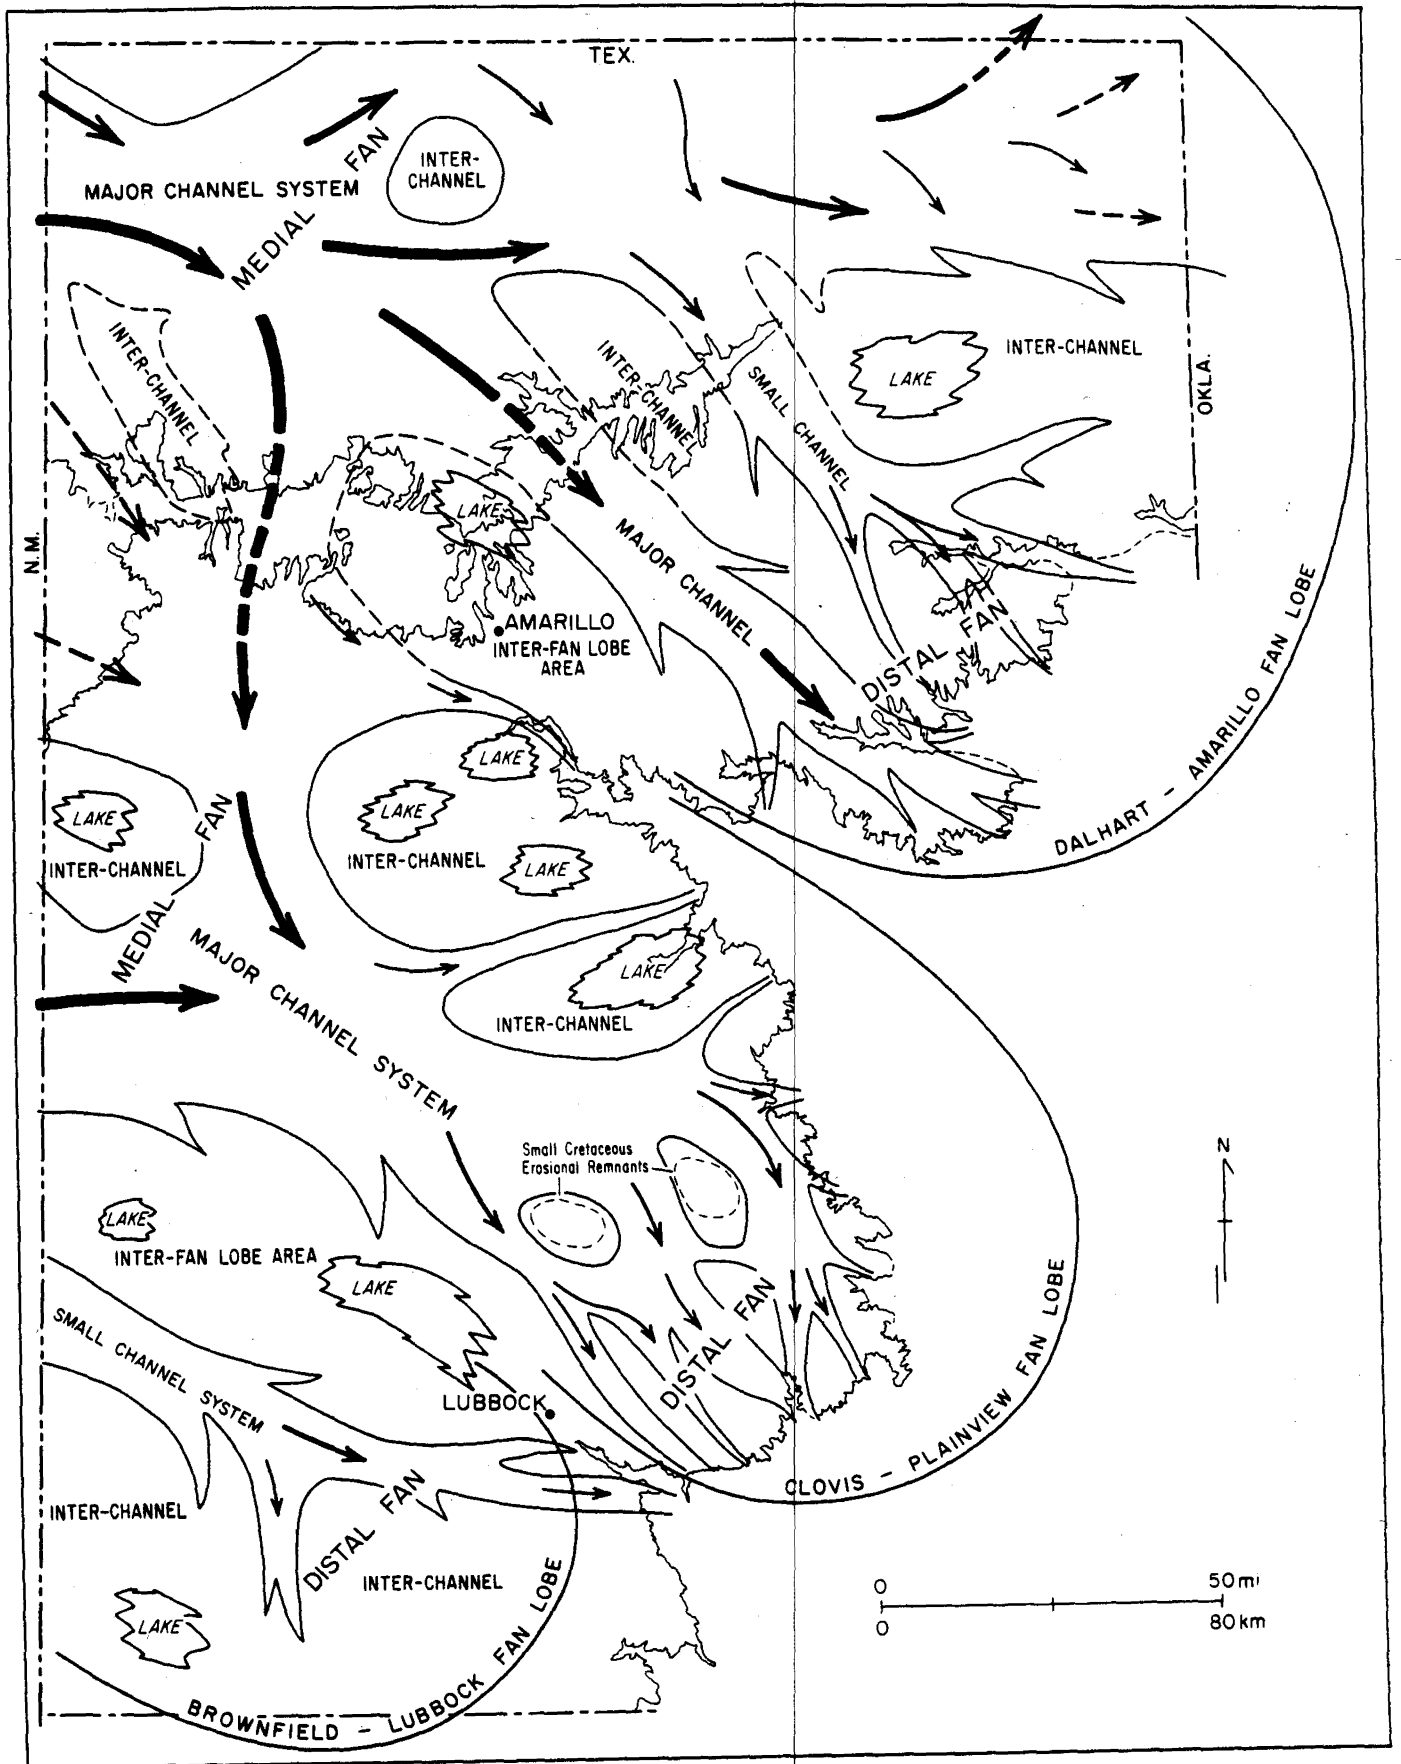 TEX.
INTER-
CHANNEL
MAJOR CHANNEL SYSTEM
MEDIAL FAN
INTER-CHANNEL
INTER-CHANNEL
SMALL CHANNEL
LAKE
INTER-CHANNEL
OKLA.
LAKE
N.M.
MAJOR CHANNEL
AMARILLO
INTER-FAN LOBE
AREA
DISTAL FAN
DALHART - AMARILLO FAN LOBE
LAKE
LAKE
LAKE
INTER-CHANNEL
LAKE
INTER-CHANNEL
MEDIAL FAN
MAJOR CHANNEL SYSTEM
LAKE
INTER-CHANNEL
Small Cretaceous
Erosional Remnants
N
LAKE
INTER-FAN LOBE AREA
LAKE
SMALL CHANNEL SYSTEM
DISTAL FAN
LUBBOCK
CLOVIS - PLAINVIEW FAN LOBE
INTER-CHANNEL
DISTAL FAN
INTER-CHANNEL
LAKE
BROWNFIELD - LUBBOCK FAN LOBE
0 50 mi
0 80 km